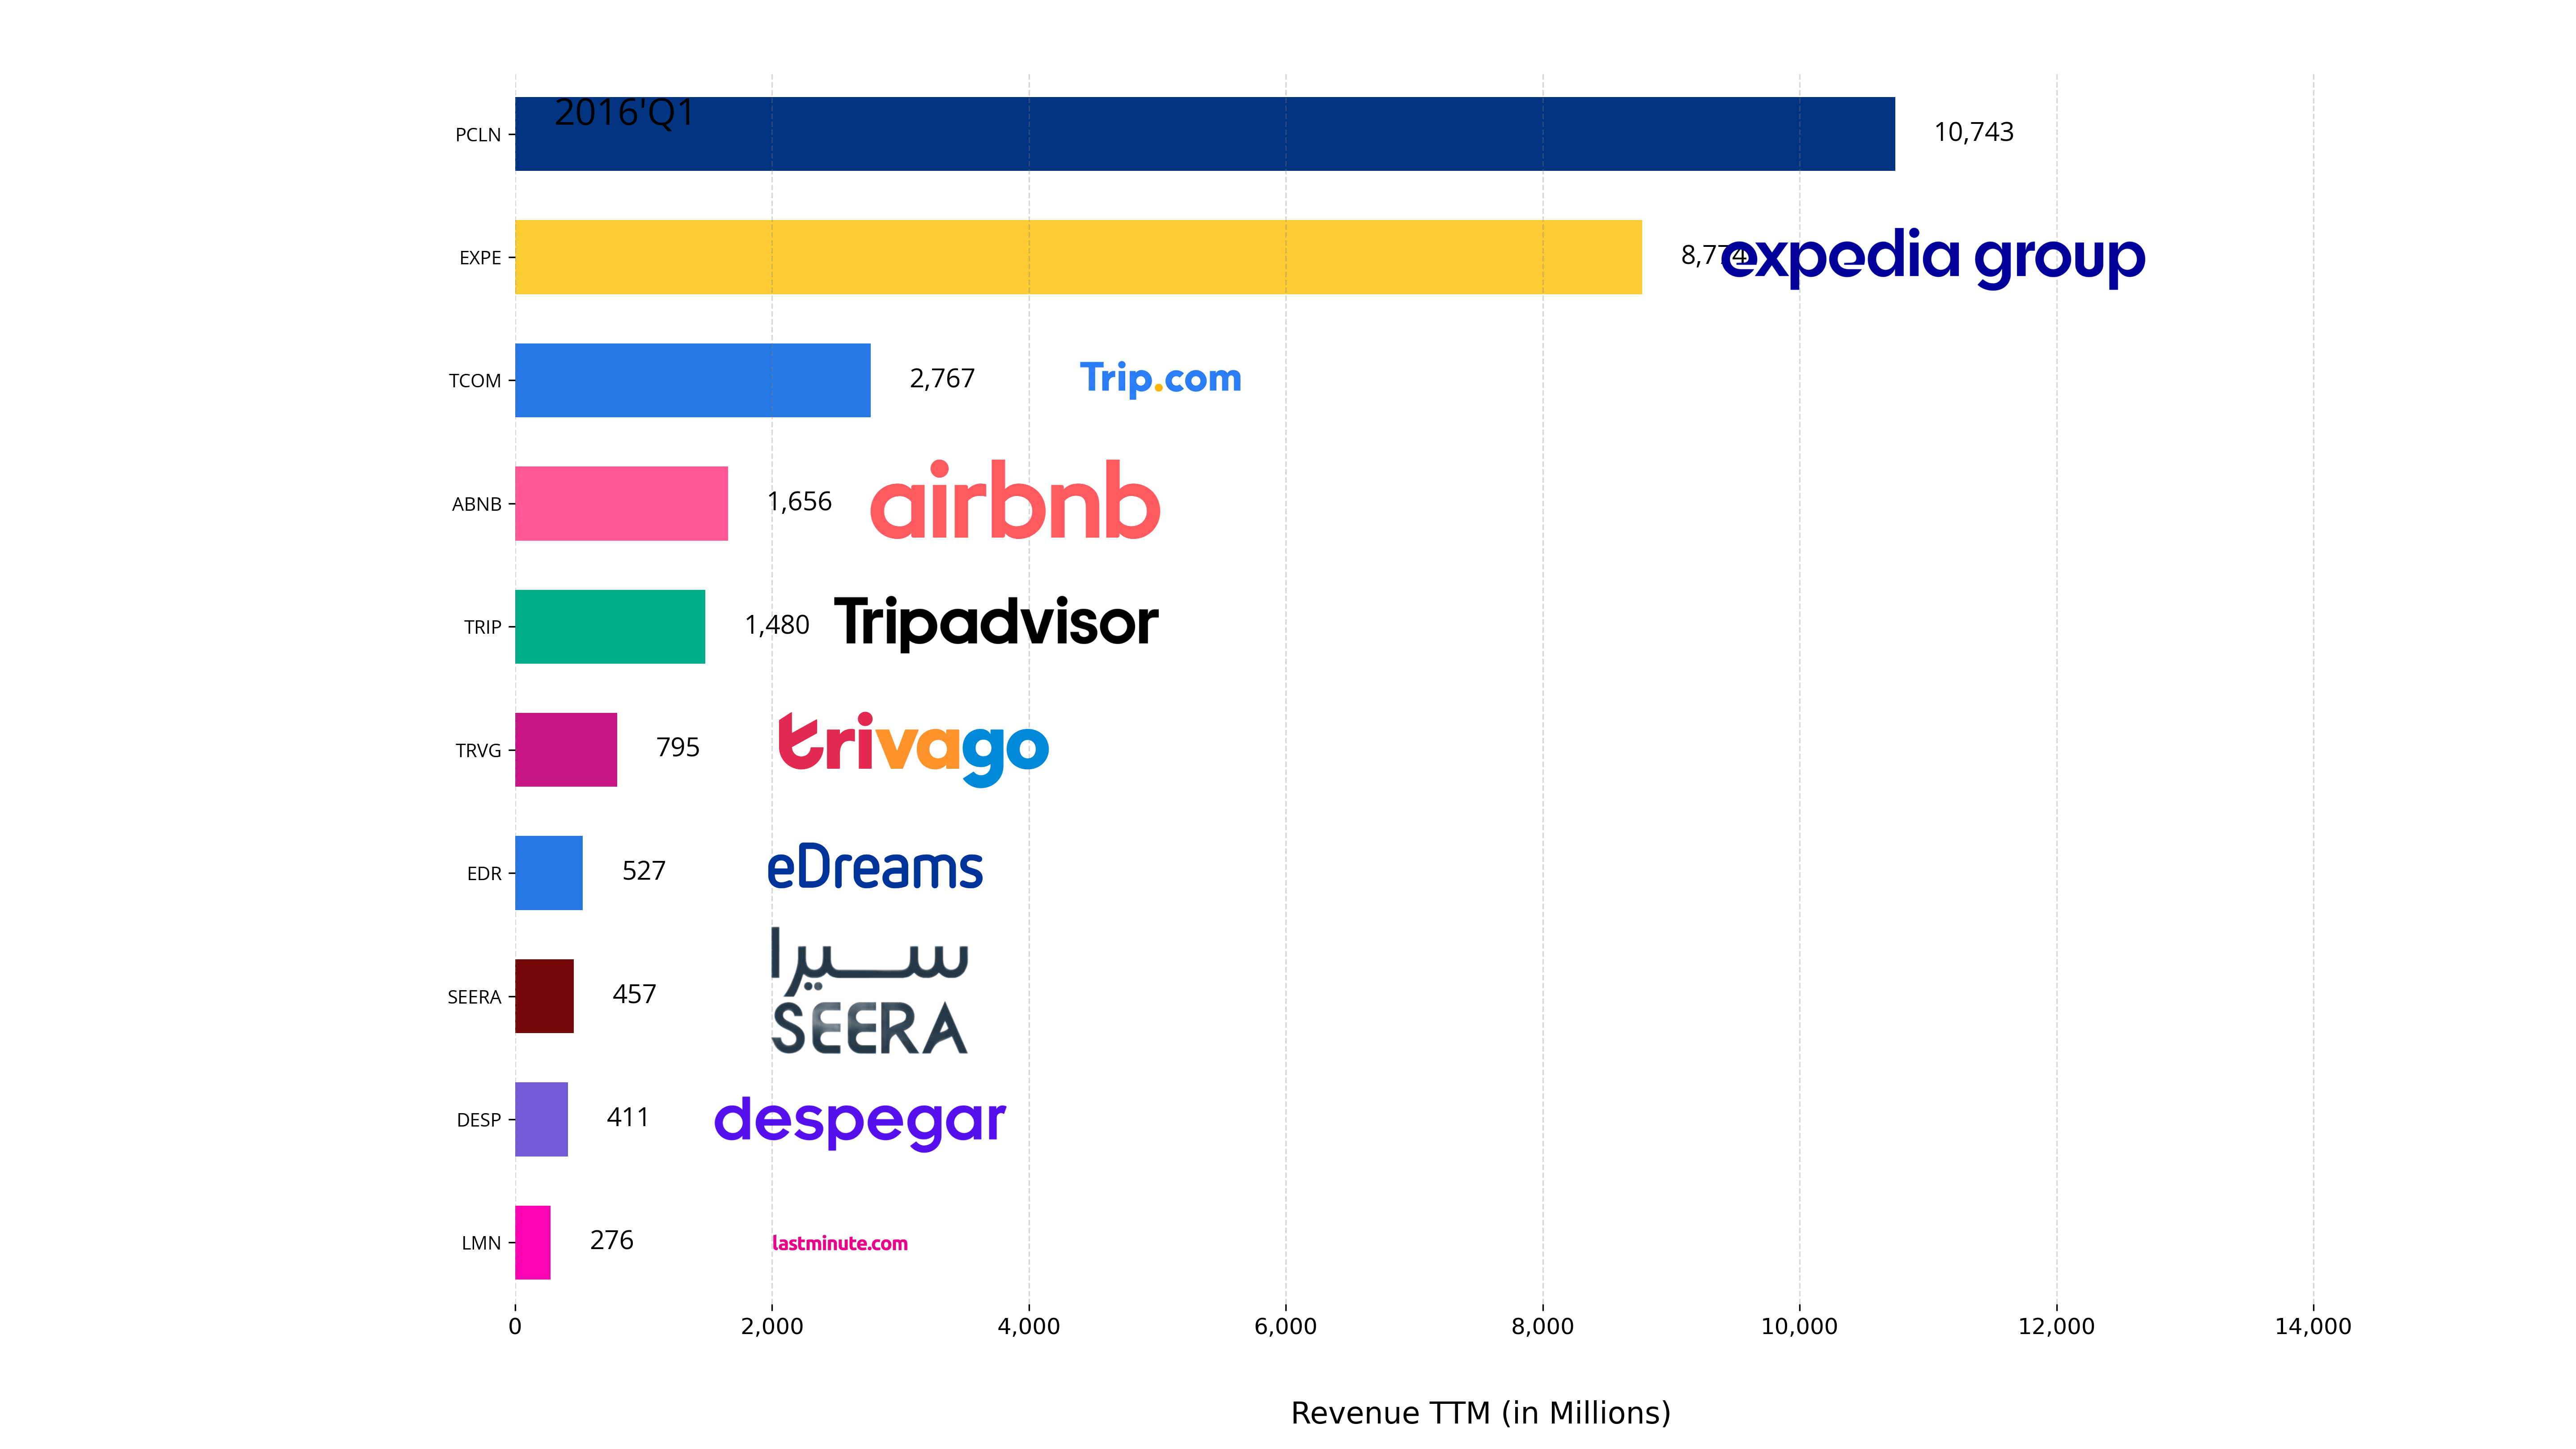 2016'Q1
PCLN 10,743
EXPE 8,774 expedia group
TCOM 2,767 Trip.com
ABNB 1,656 airbnb
TRIP 1,480 Tripadvisor
TRVG 795 trivago
EDR 527 eDreams
سيرا
SEERA 457 SEERA
DESP 411 despegar
LMN 276 lastminute.com
0 2,000 4,000 6,000 8,000 10,000 12,000 14,000
Revenue TTM (in Millions)